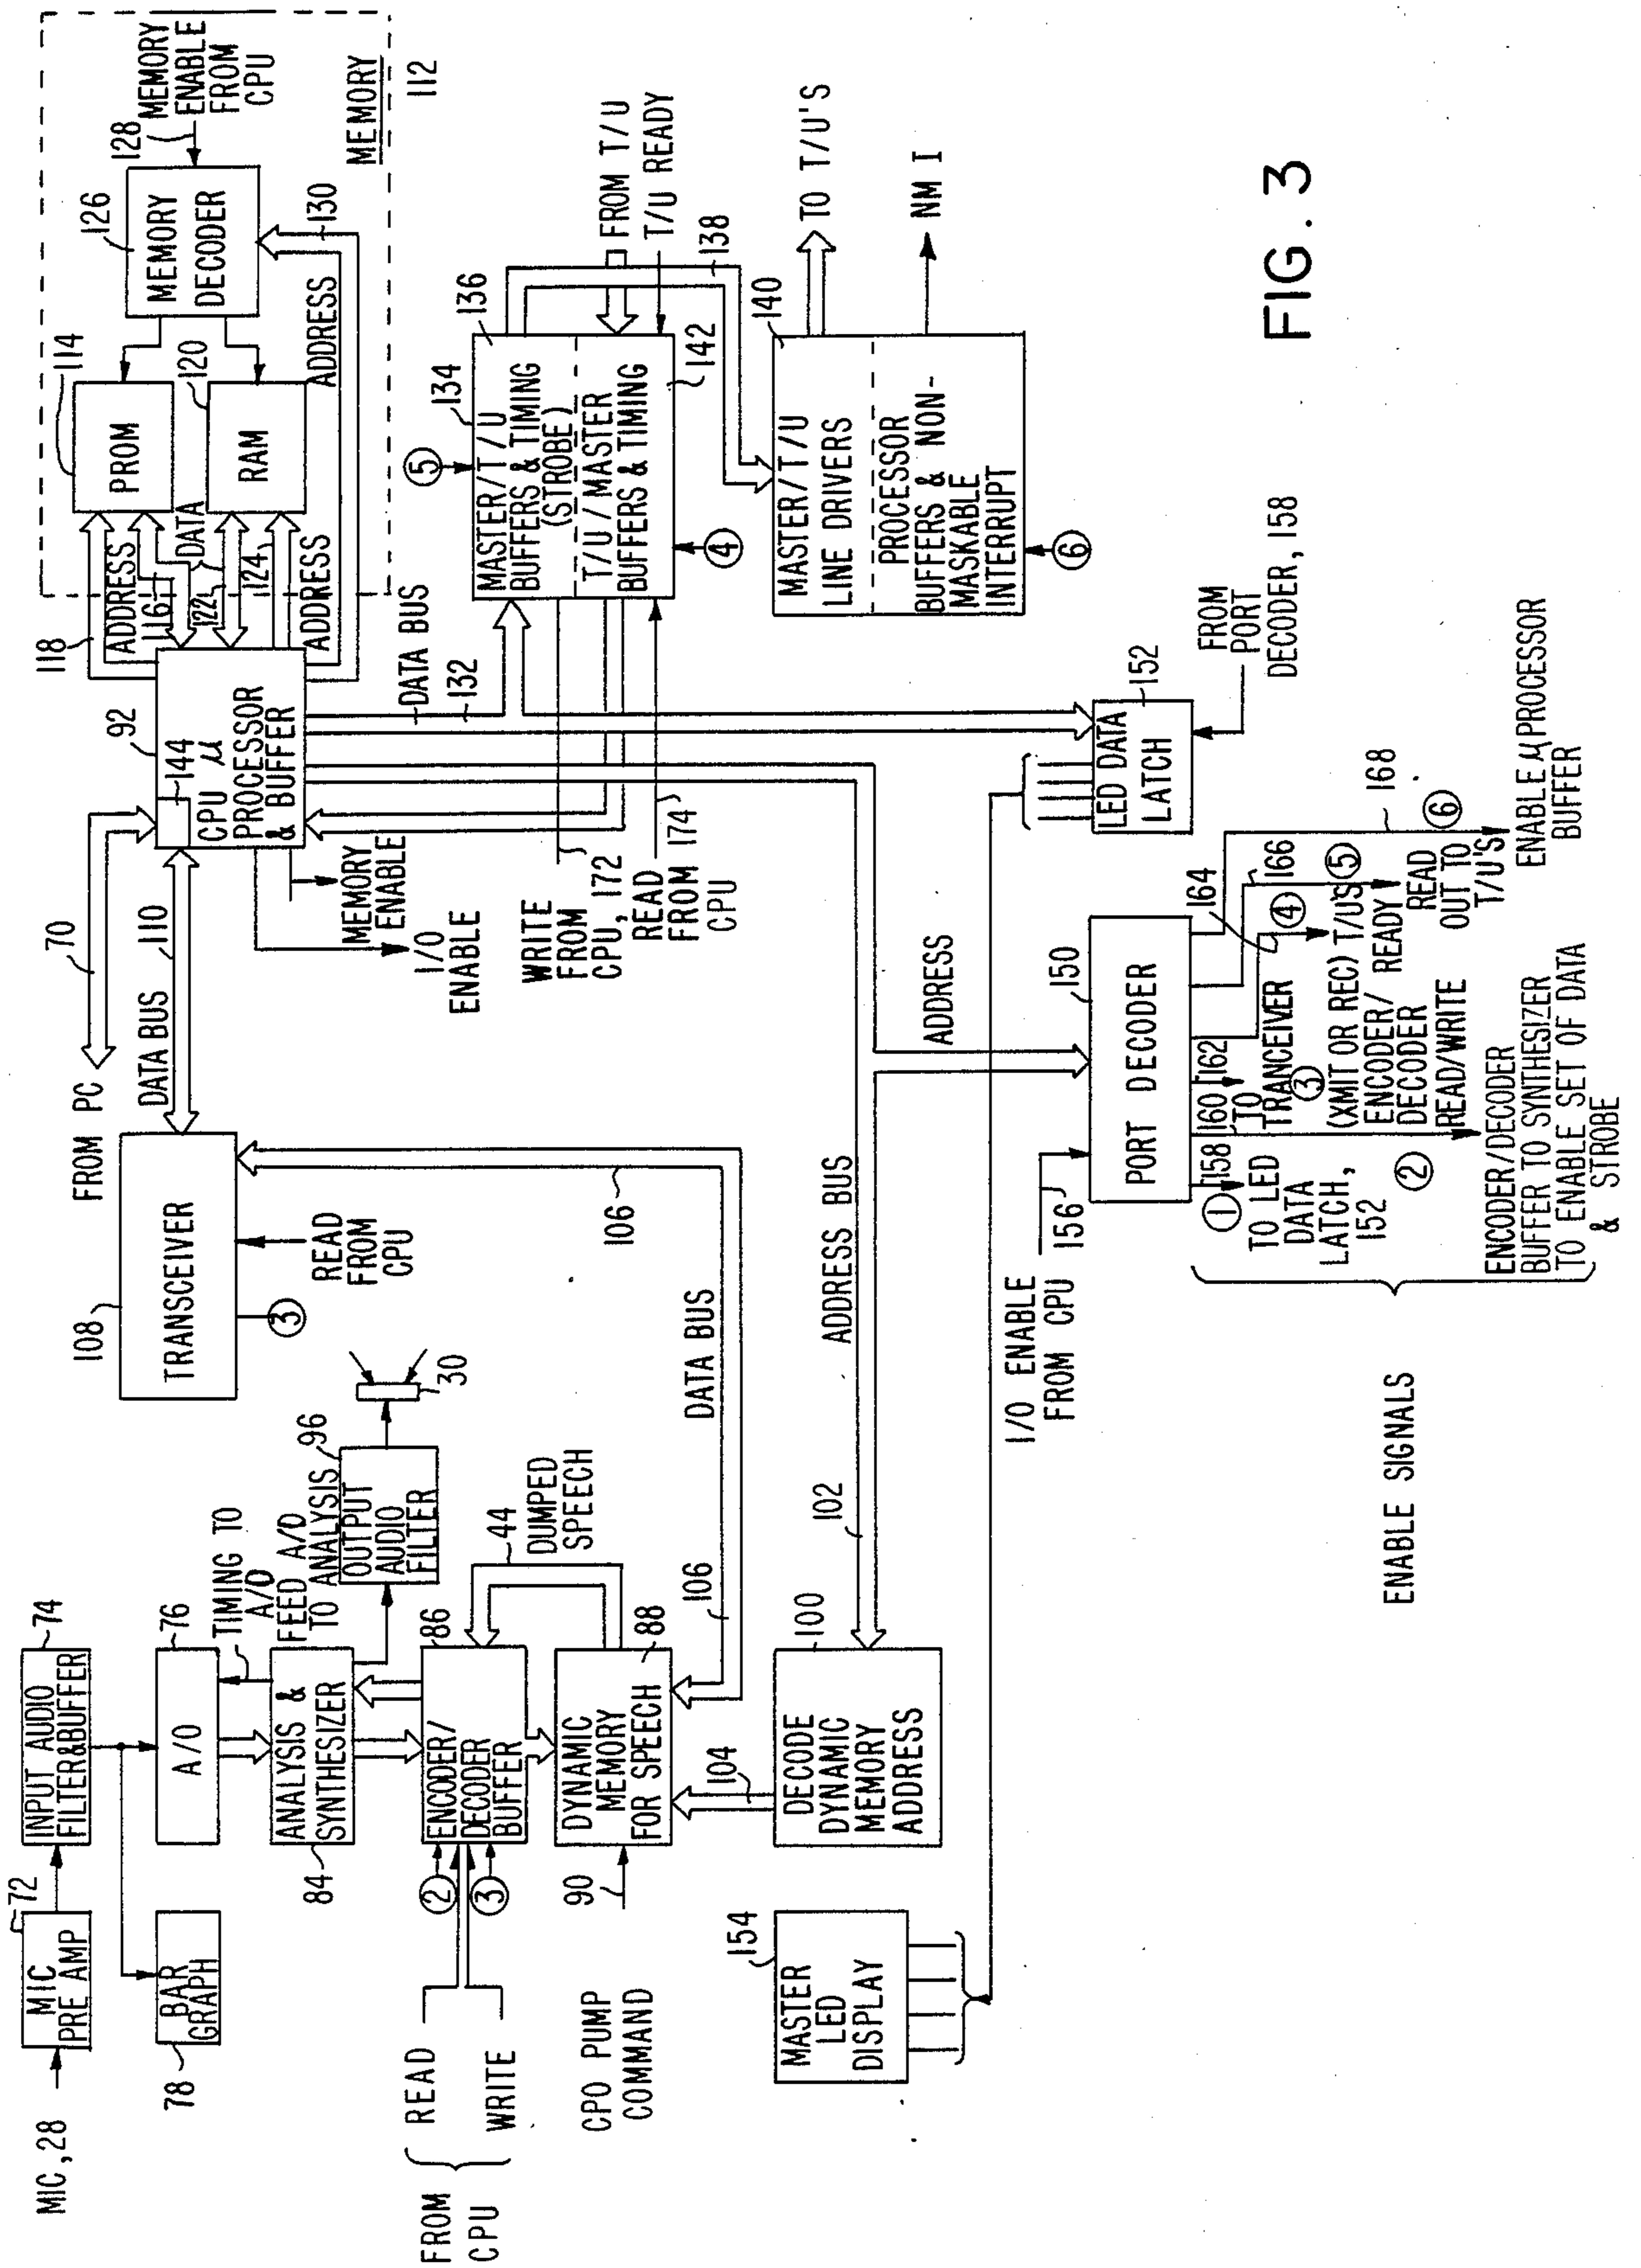 MIC, 28
72
MIC
PRE AMP
74
INPUT AUDIO
FILTER&BUFFER
78
BAR
GRAPH
76
A/D
TIMING TO
A/D
FEED A/D
TO ANALYSIS
84
ANALYSIS &
SYNTHESIZER
96
OUTPUT
AUDIO
FILTER
30
FROM
CPU
READ
WRITE
2
3
86
ENCODER/
DECODER
BUFFER
44
DUMPED
SPEECH
CPO PUMP
COMMAND
90
88
DYNAMIC
MEMORY
FOR SPEECH
106
DATA BUS
106
104
100
DECODE
DYNAMIC
MEMORY
ADDRESS
102
ADDRESS BUS
154
MASTER
LED
DISPLAY
108
TRANSCEIVER
3
READ
FROM
CPU
FROM PC
70
DATA BUS
110
92
144
CPU μ
PROCESSOR
& BUFFER
MEMORY
ENABLE
I/O
ENABLE
118
ADDRESS
116
DATA
122
124
ADDRESS
114
PROM
120
RAM
ADDRESS
126
MEMORY
DECODER
128
MEMORY
ENABLE
FROM
CPU
130
MEMORY
112
DATA BUS
132
WRITE
FROM
CPU, 172
READ
FROM 174
CPU
5
134
136
MASTER/T/U
BUFFERS & TIMING
(STROBE)
T/U/MASTER
BUFFERS & TIMING
142
4
FROM T/U
T/U READY
138
140
MASTER/T/U
LINE DRIVERS
PROCESSOR
BUFFERS & NON-
MASKABLE
INTERRUPT
6
TO T/U'S
NM I
152
LED DATA
LATCH
FROM
PORT
DECODER, 158
ADDRESS
I/O ENABLE
FROM CPU
156
150
PORT DECODER
ENABLE SIGNALS
1
158
TO LED
DATA
LATCH,
152
160
162
TO
TRANCEIVER
3
(XMIT OR REC)
ENCODER/
DECODER
READ/WRITE
2
ENCODER/DECODER
BUFFER TO SYNTHESIZER
TO ENABLE SET OF DATA
& STROBE
164
4
T/U'S
READY
166
5
READ
OUT TO
T/U'S
168
6
ENABLE μPROCESSOR
BUFFER
FIG. 3